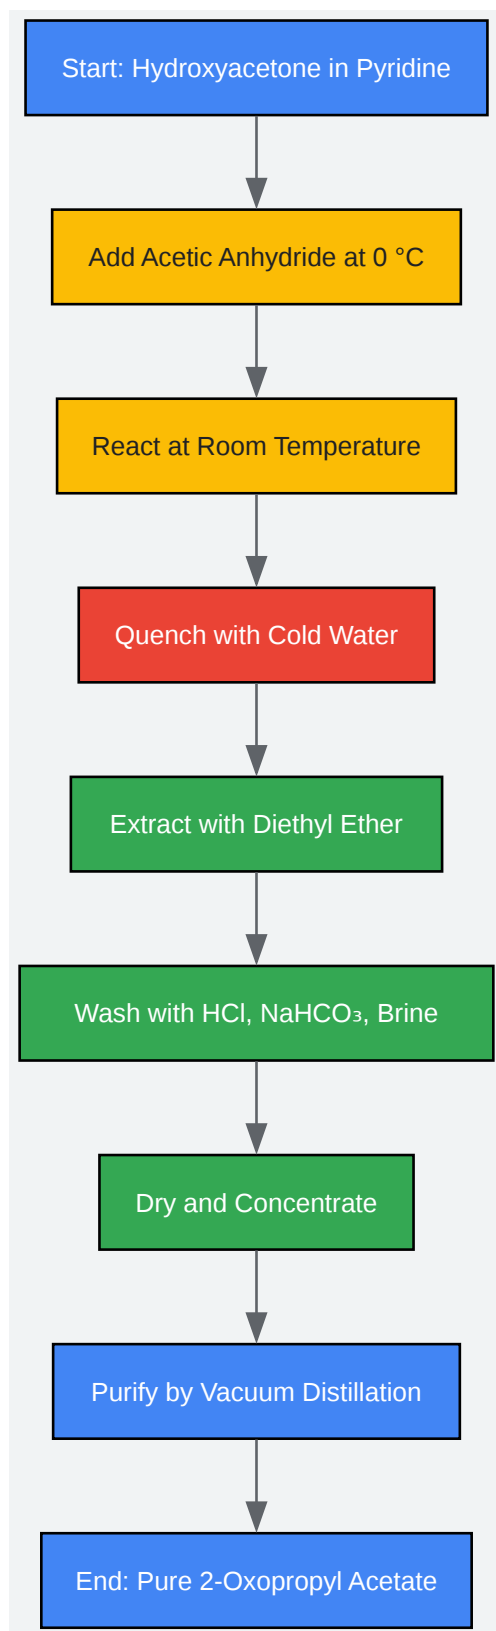 Start: Hydroxyacetone in Pyridine
Add Acetic Anhydride at 0 °C
React at Room Temperature
Quench with Cold Water
Extract with Diethyl Ether
Wash with HCl, NaHCO₃, Brine
Dry and Concentrate
Purify by Vacuum Distillation
End: Pure 2-Oxopropyl Acetate